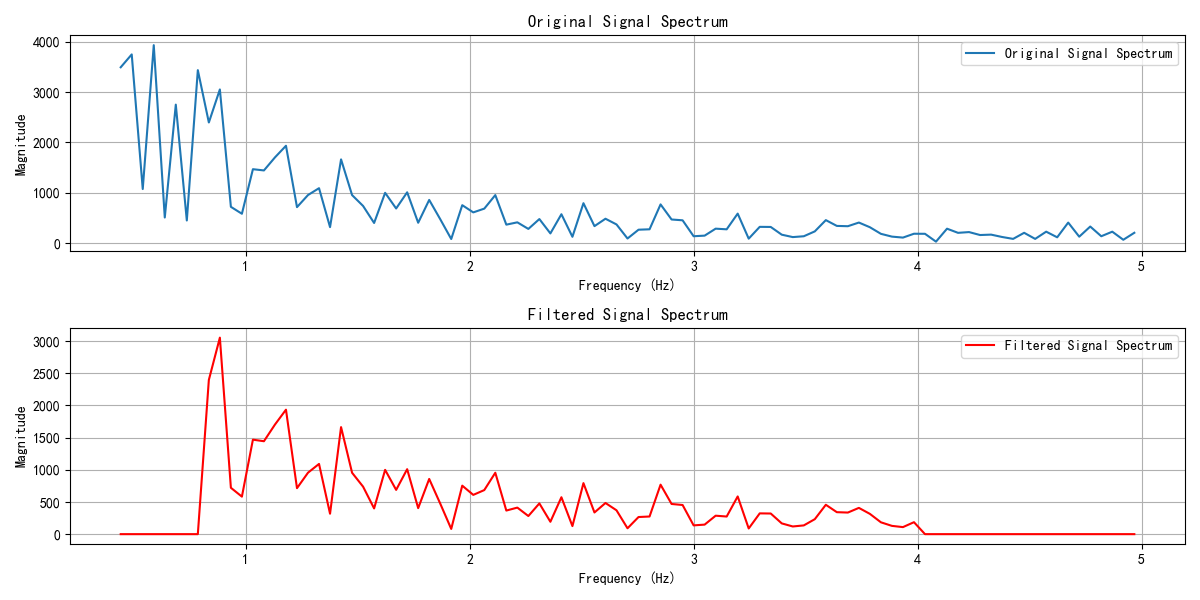 Original Signal Spectrum
4000
3000
2000
1000
0
Magnitude
Original Signal Spectrum
1 2 3 4 5
Frequency (Hz)
Filtered Signal Spectrum
3000
2500
2000
1500
1000
500
0
Magnitude
Filtered Signal Spectrum
1 2 3 4 5
Frequency (Hz)